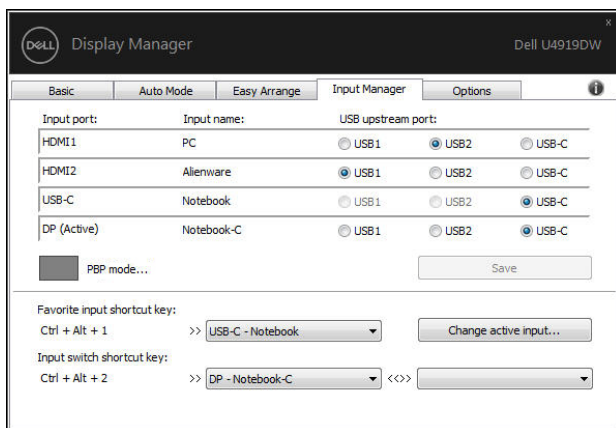 x
DELL Display Manager Dell U4919DW
Basic Auto Mode Easy Arrange Input Manager Options i
Input port: Input name: USB upstream port:
HDMI1 PC USB1 USB2 USB-C
HDMI2 Alienware USB1 USB2 USB-C
USB-C Notebook USB1 USB2 USB-C
DP (Active) Notebook-C USB1 USB2 USB-C
PBP mode... Save
Favorite input shortcut key:
Ctrl + Alt + 1 >> USB-C - Notebook Change active input...
Input switch shortcut key:
Ctrl + Alt + 2 >> DP - Notebook-C <<>>